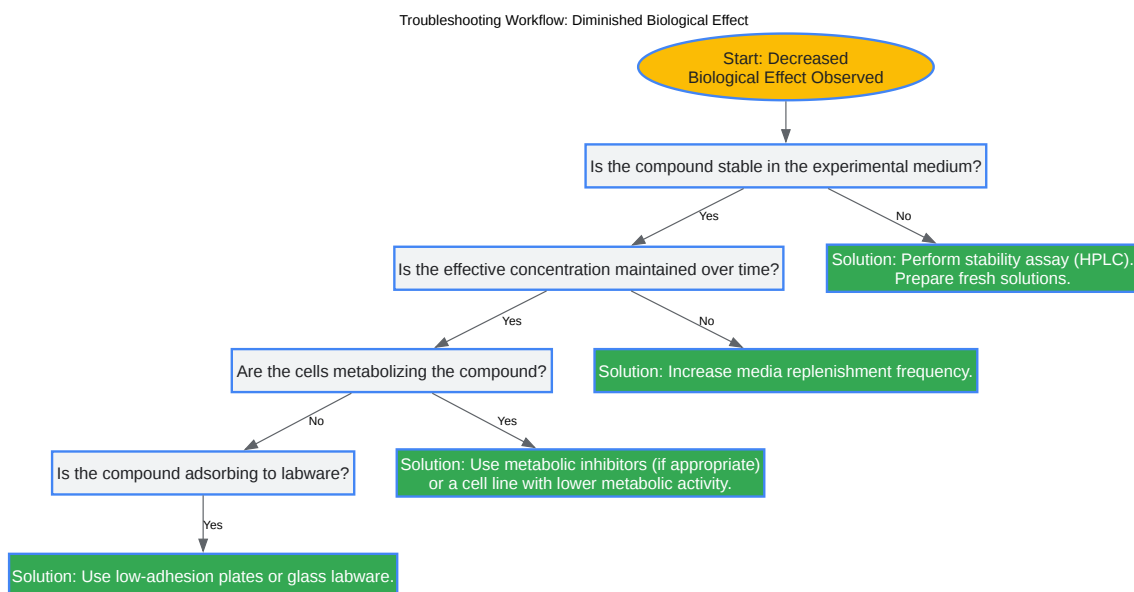 Troubleshooting Workflow: Diminished Biological Effect
Start: Decreased
Biological Effect Observed
Is the compound stable in the experimental medium?
Yes
No
Is the effective concentration maintained over time?
Solution: Perform stability assay (HPLC).
Prepare fresh solutions.
Yes
No
Are the cells metabolizing the compound?
Solution: Increase media replenishment frequency.
No
Yes
Is the compound adsorbing to labware?
Solution: Use metabolic inhibitors (if appropriate)
or a cell line with lower metabolic activity.
Yes
Solution: Use low-adhesion plates or glass labware.